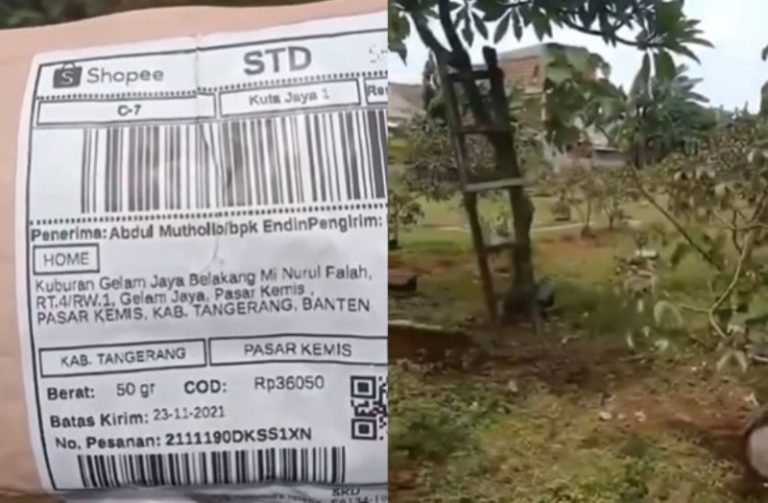 Shopee
STD
C-7
Kuta Jaya 1
Penerima: Abdul Mutholib/bpk Endin Pengirim:
HOME
Kuburan Gelam Jaya Belakang Mi Nurul Falah,
RT.4/RW.1, Gelam Jaya, Pasar Kemis,
PASAR KEMIS, KAB. TANGERANG, BANTEN
KAB. TANGERANG
PASAR KEMIS
Berat: 50 gr COD: Rp36050
Batas Kirim: 23-11-2021
No. Pesanan: 2111190DKSS1XN